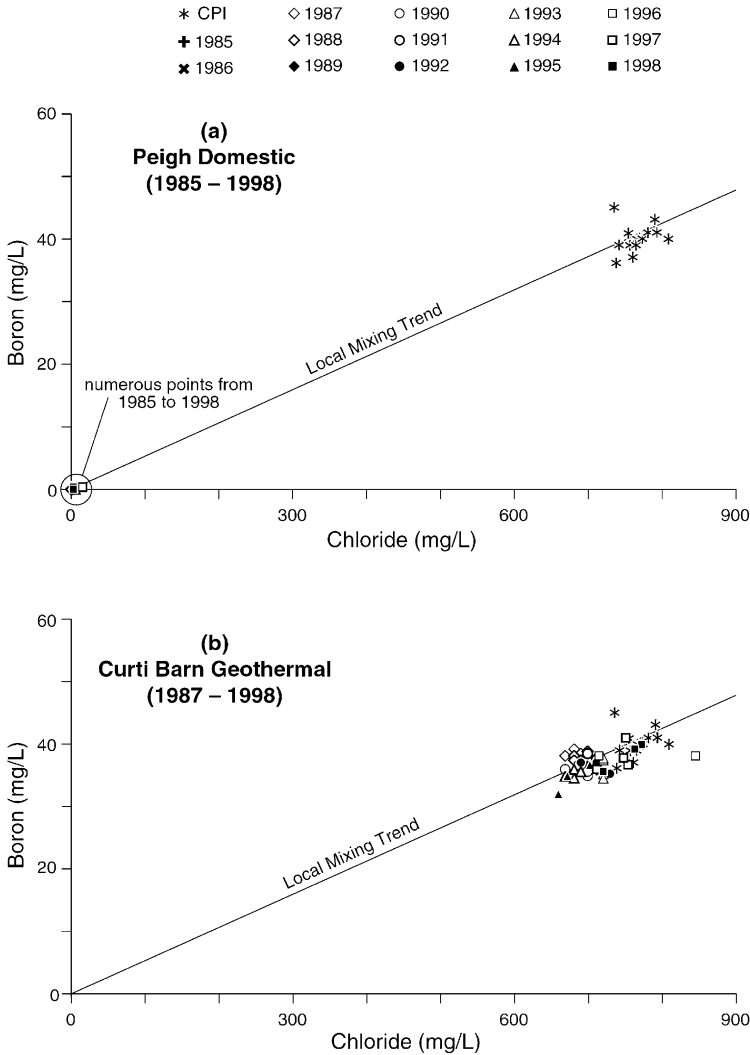 CPI 1987 1990 1993 1996
1985 1988 1991 1994 1997
1986 1989 1992 1995 1998
60
(a)
Peigh Domestic
(1985 – 1998)
40
Boron (mg/L)
Local Mixing Trend
20
numerous points from
1985 to 1998
0
0 300 600 900
Chloride (mg/L)
60
(b)
Curti Barn Geothermal
(1987 – 1998)
40
Boron (mg/L)
Local Mixing Trend
20
0
0 300 600 900
Chloride (mg/L)